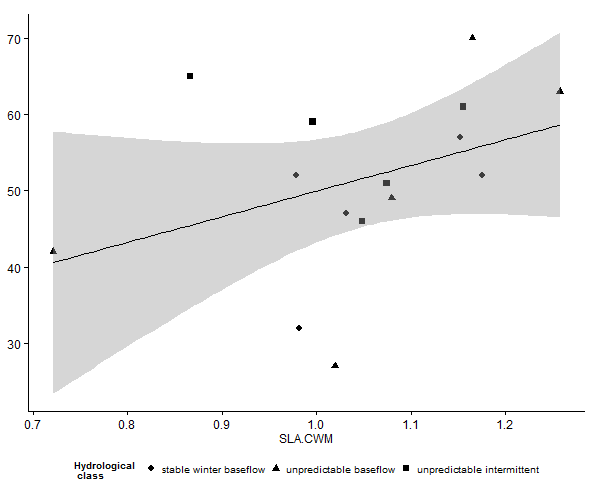 70
60
50
40
30
0.7 0.8 0.9 1.0 1.1 1.2
SLA.CWM
Hydrological
class
stable winter baseflow unpredictable baseflow unpredictable intermittent